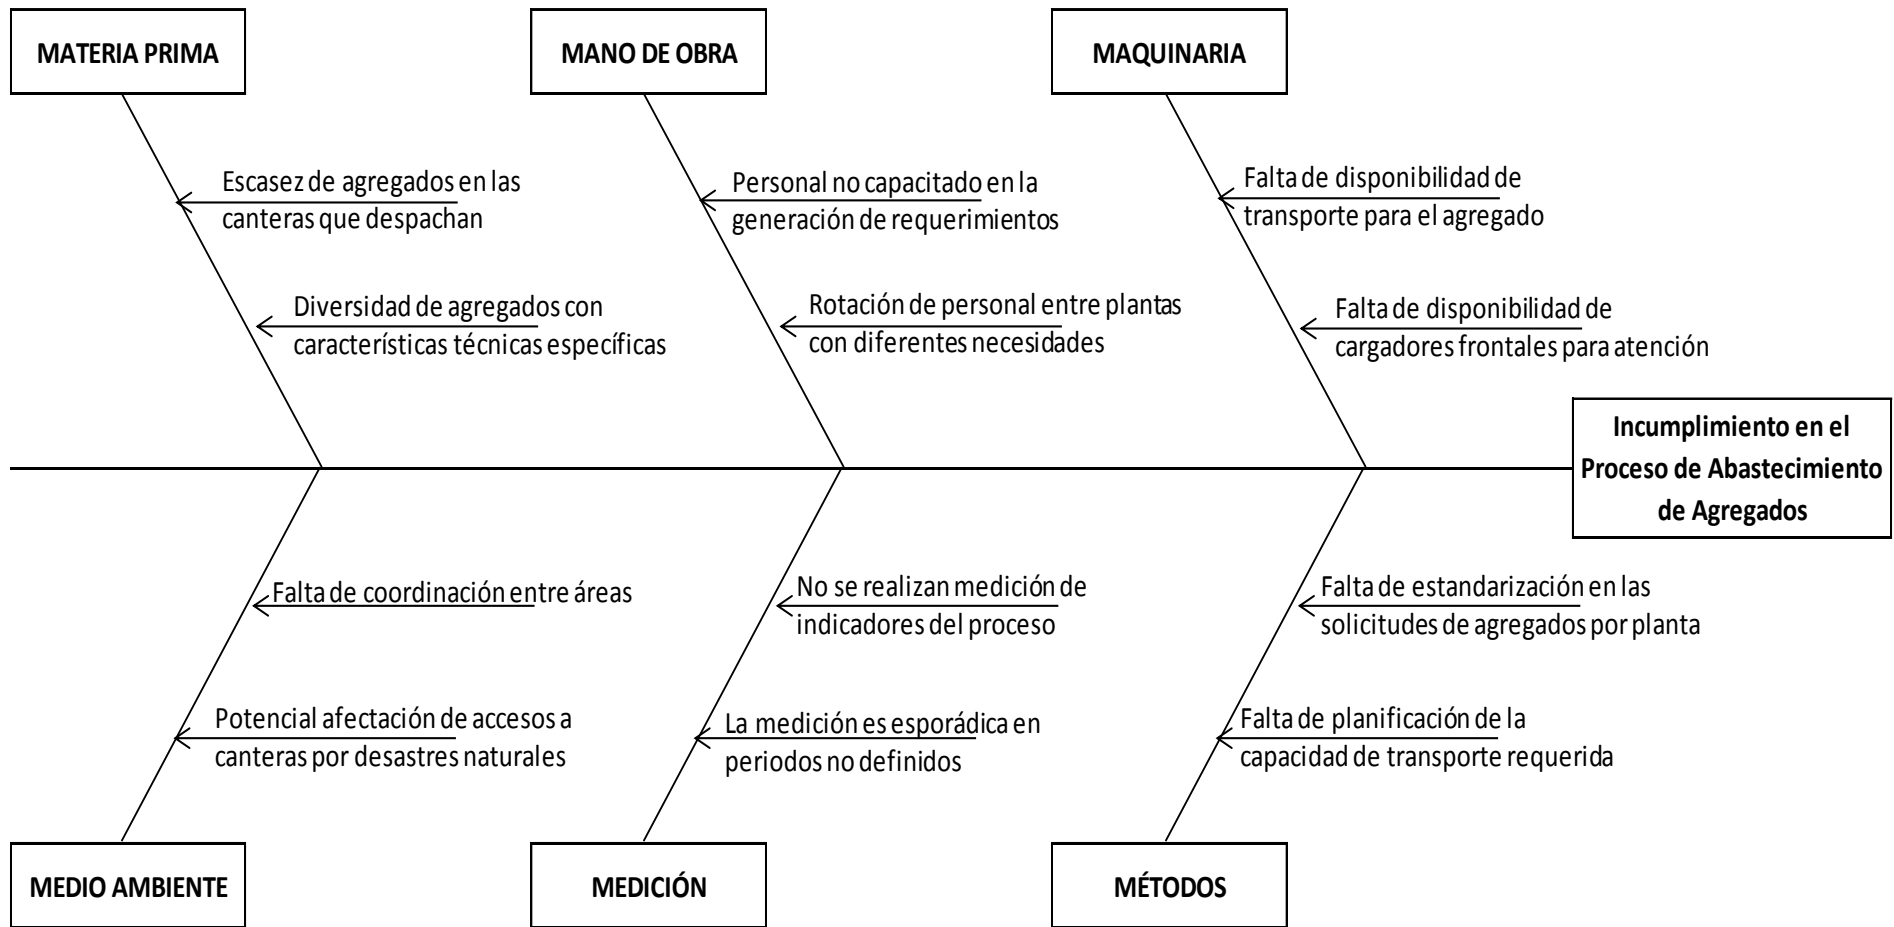 MATERIA PRIMA
MANO DE OBRA
MAQUINARIA
Escasez de agregados en las
canteras que despachan
Diversidad de agregados con
características técnicas específicas
Personal no capacitado en la
generación de requerimientos
Rotación de personal entre plantas
con diferentes necesidades
Falta de disponibilidad de
transporte para el agregado
Falta de disponibilidad de
cargadores frontales para atención
Incumplimiento en el
Proceso de Abastecimiento
de Agregados
Falta de coordinación entre áreas
Potencial afectación de accesos a
canteras por desastres naturales
No se realizan medición de
indicadores del proceso
La medición es esporádica en
periodos no definidos
Falta de estandarización en las
solicitudes de agregados por planta
Falta de planificación de la
capacidad de transporte requerida
MEDIO AMBIENTE
MEDICIÓN
MÉTODOS